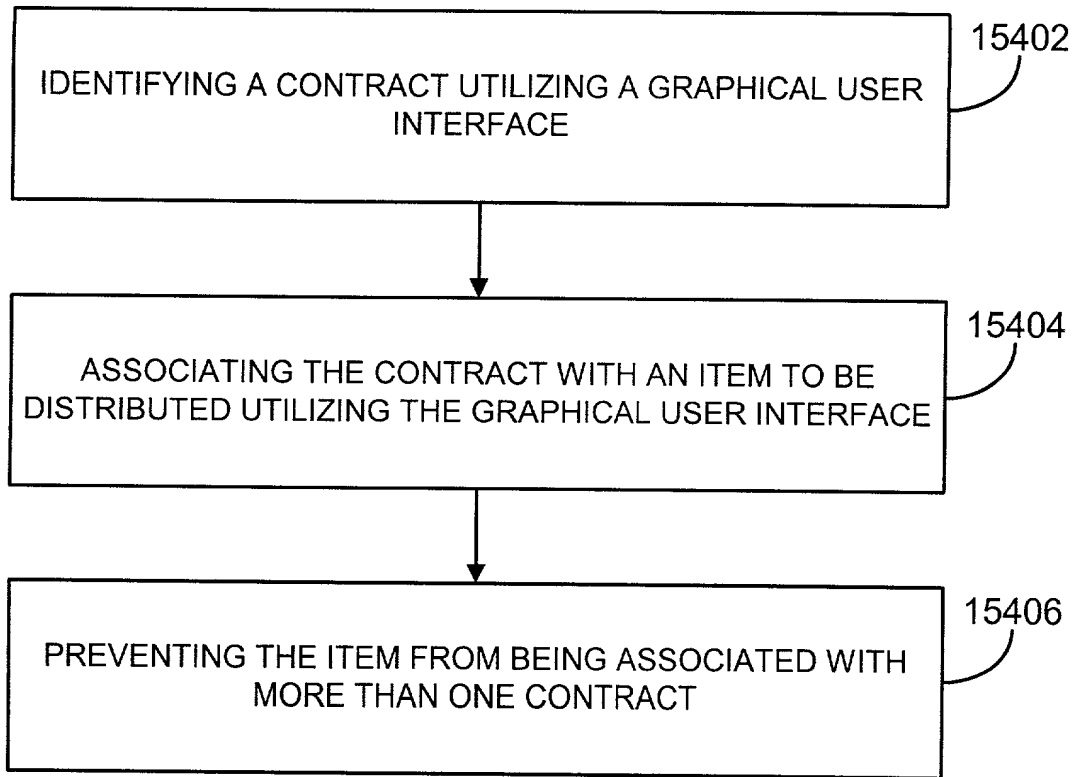 15402
IDENTIFYING A CONTRACT UTILIZING A GRAPHICAL USER
INTERFACE
15404
ASSOCIATING THE CONTRACT WITH AN ITEM TO BE
DISTRIBUTED UTILIZING THE GRAPHICAL USER INTERFACE
15406
PREVENTING THE ITEM FROM BEING ASSOCIATED WITH
MORE THAN ONE CONTRACT